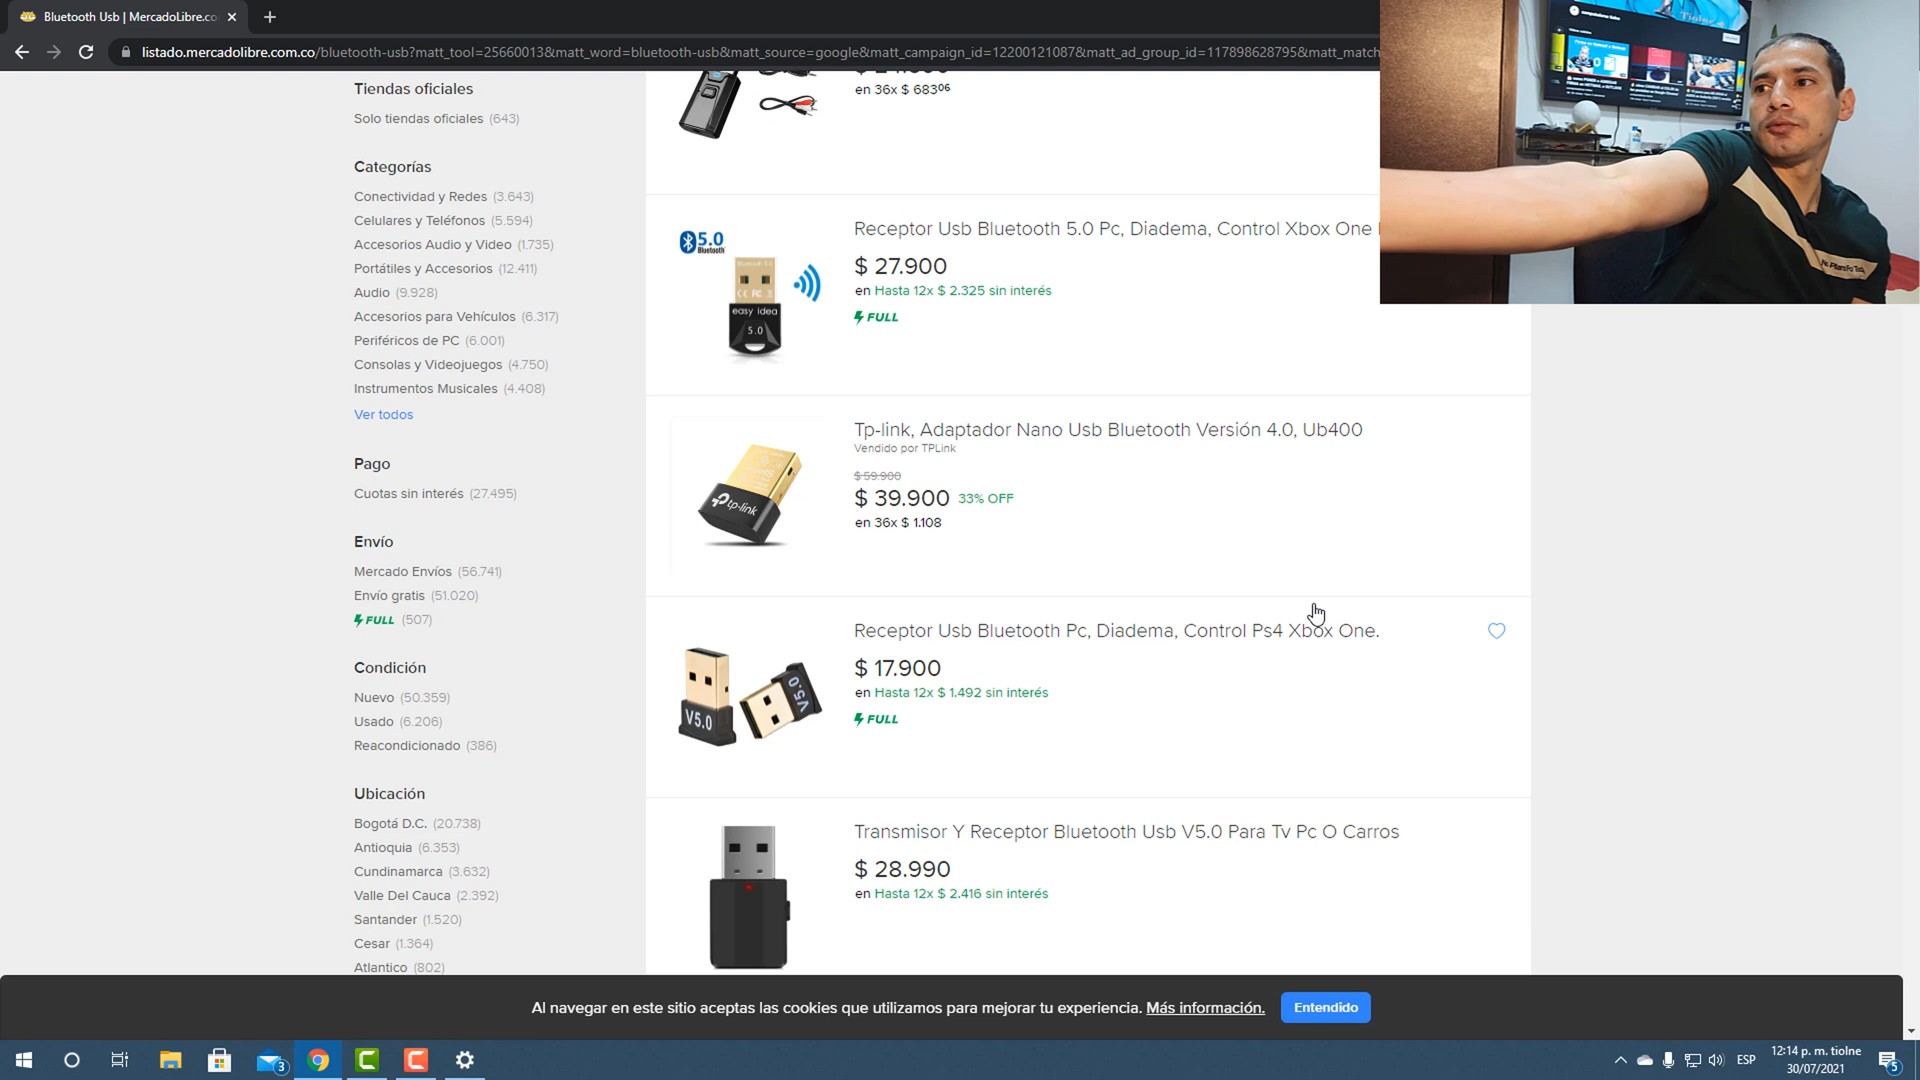 Bluetooth Usb | MercadoLibre.co
listado.mercadolibre.com.co/bluetooth-usb?matt_tool=25660013&matt_word=bluetooth-usb&matt_source=google&matt_campaign_id=12200121087&matt_ad_group_id=117898628795&matt_match
Tiendas oficiales
Solo tiendas oficiales (643)
Categorías
Conectividad y Redes (3.643)
Celulares y Teléfonos (5.594)
Accesorios Audio y Video (1.735)
Portátiles y Accesorios (12.411)
Audio (9.928)
Accesorios para Vehículos (6.317)
Periféricos de PC (6.001)
Consolas y Videojuegos (4.750)
Instrumentos Musicales (4.408)
Ver todos
Pago
Cuotas sin interés (27.495)
Envío
Mercado Envíos (56.741)
Envío gratis (51.020)
FULL (507)
Condición
Nuevo (50.359)
Usado (6.206)
Reacondicionado (386)
Ubicación
Bogotá D.C. (20.738)
Antioquia (6.353)
Cundinamarca (3.632)
Valle Del Cauca (2.392)
Santander (1.520)
Cesar (1.364)
Atlantico (802)
en 36x $ 683⁰⁶
5.0
Bluetooth
easy idea
5.0
Receptor Usb Bluetooth 5.0 Pc, Diadema, Control Xbox One
$ 27.900
en Hasta 12x $ 2.325 sin interés
FULL
tp-link
Tp-link, Adaptador Nano Usb Bluetooth Versión 4.0, Ub400
Vendido por TPLink
$ 59.900
$ 39.900 33% OFF
en 36x $ 1.108
V5.0
V5.0
Receptor Usb Bluetooth Pc, Diadema, Control Ps4 Xbox One.
$ 17.900
en Hasta 12x $ 1.492 sin interés
FULL
Transmisor Y Receptor Bluetooth Usb V5.0 Para Tv Pc O Carros
$ 28.990
en Hasta 12x $ 2.416 sin interés
Al navegar en este sitio aceptas las cookies que utilizamos para mejorar tu experiencia. Más información.
Entendido
3
ESP
12:14 p. m. tiolne
30/07/2021
5